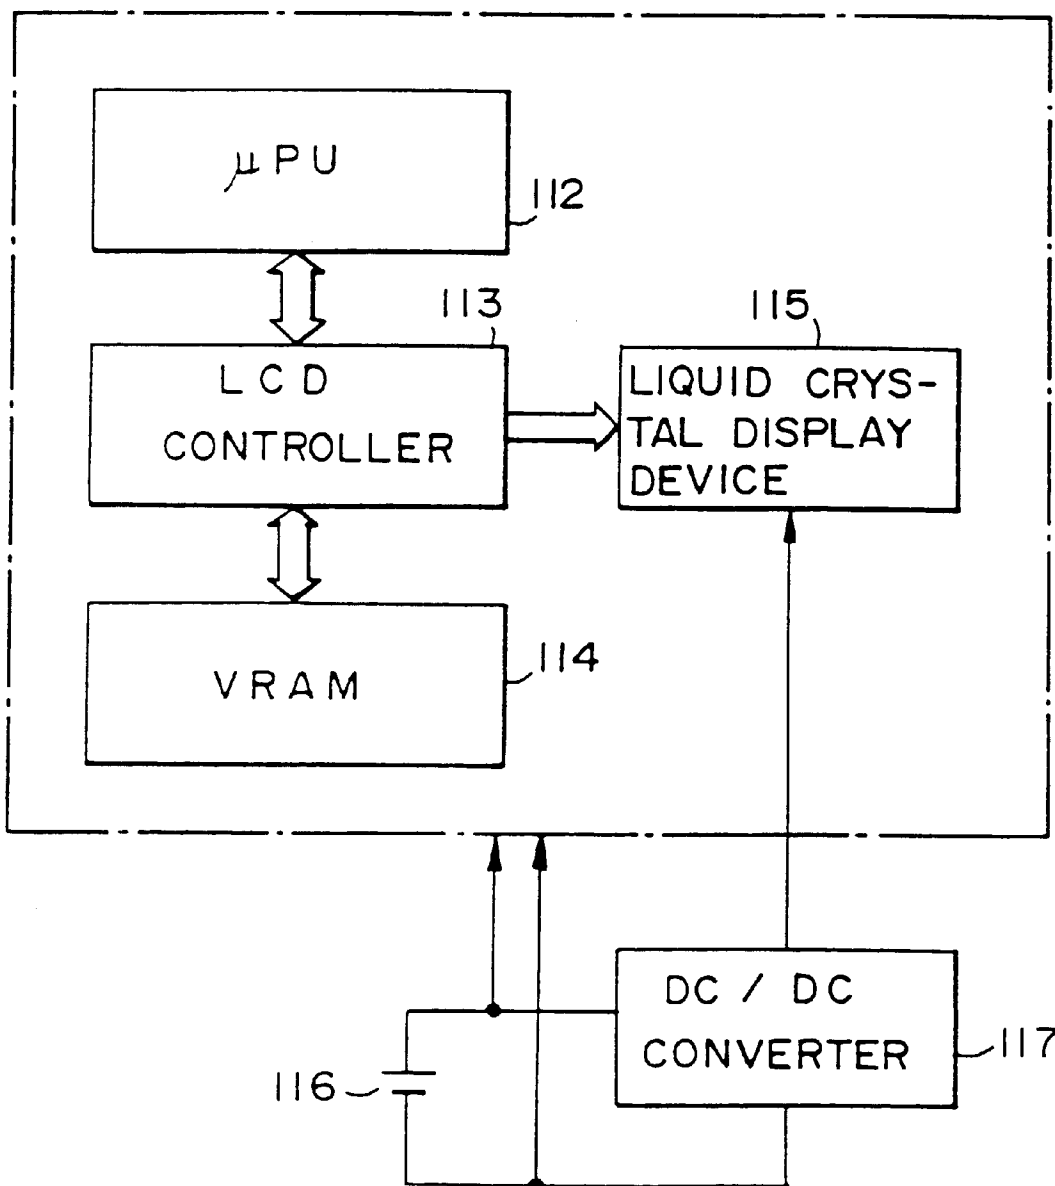 μPU
112
113
LCD
CONTROLLER
115
LIQUID CRYS-
TAL DISPLAY
DEVICE
VRAM
114
DC / DC
CONVERTER
117
116